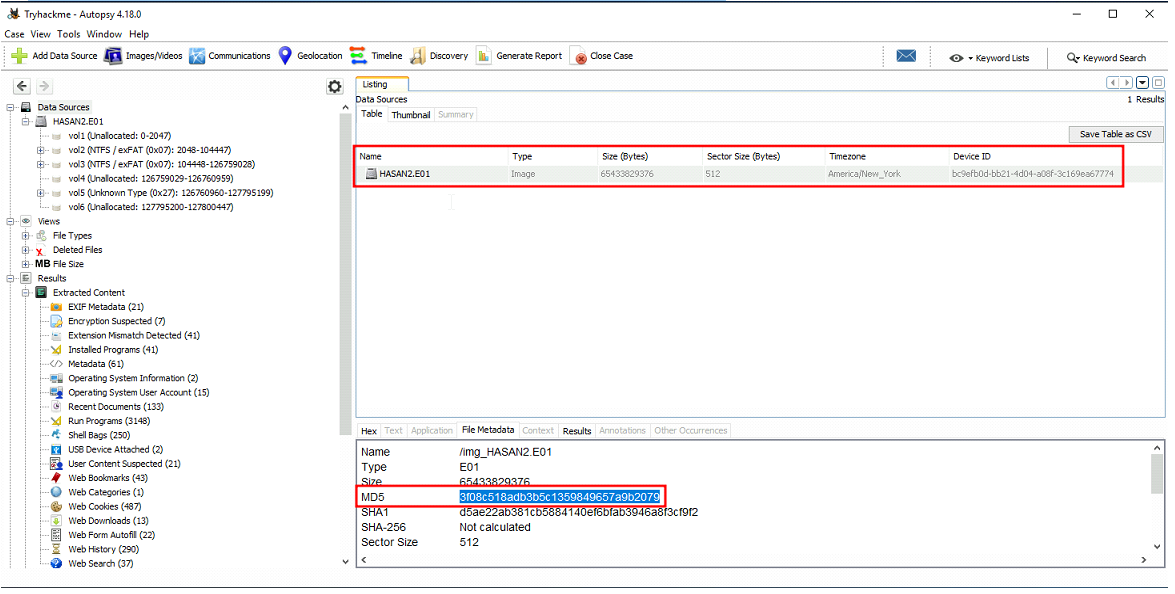 Tryhackme - Autopsy 4.18.0
Case View Tools Window Help
Add Data Source Images/Videos Communications Geolocation Timeline Discovery Generate Report Close Case Keyword Lists Keyword Search
Data Sources
HASAN2.E01
vol1 (Unallocated: 0-2047)
vol2 (NTFS / exFAT (0x07): 2048-104447)
vol3 (NTFS / exFAT (0x07): 104448-126759028)
vol4 (Unallocated: 126759029-126760959)
vol5 (Unknown Type (0x27): 126760960-127795199)
vol6 (Unallocated: 127795200-127800447)
Views
File Types
Deleted Files
MB File Size
Results
Extracted Content
EXIF Metadata (21)
Encryption Suspected (7)
Extension Mismatch Detected (41)
Installed Programs (41)
Metadata (61)
Operating System Information (2)
Operating System User Account (15)
Recent Documents (133)
Run Programs (3148)
Shell Bags (250)
USB Device Attached (2)
User Content Suspected (21)
Web Bookmarks (43)
Web Categories (1)
Web Cookies (487)
Web Downloads (13)
Web Form Autofill (22)
Web History (290)
Web Search (37)
Listing
Data Sources
1 Results
Table Thumbnail Summary
Save Table as CSV
Name Type Size (Bytes) Sector Size (Bytes) Timezone Device ID
HASAN2.E01 Image 65433829376 512 America/New_York bc9efb0d-bb21-4d04-a08f-3c169ea67774
Hex Text Application File Metadata Context Results Annotations Other Occurrences
Name /img_HASAN2.E01
Type E01
Size 65433829376
MD5 3f08c518adb3b5c1359849657a9b2079
SHA1 d5ae22ab381cb5884140ef6bfab3946a8f3cf9f2
SHA-256 Not calculated
Sector Size 512